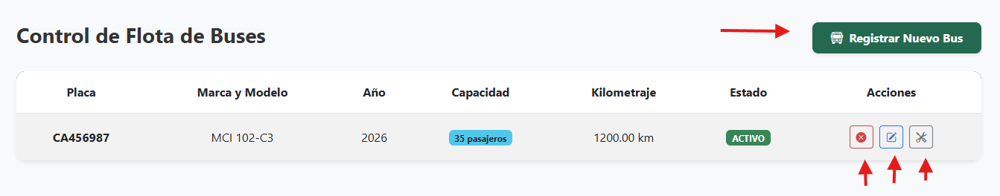 Control de Flota de Buses
Registrar Nuevo Bus
Placa Marca y Modelo Año Capacidad Kilometraje Estado Acciones
CA456987 MCI 102-C3 2026 35 pasajeros 1200.00 km ACTIVO